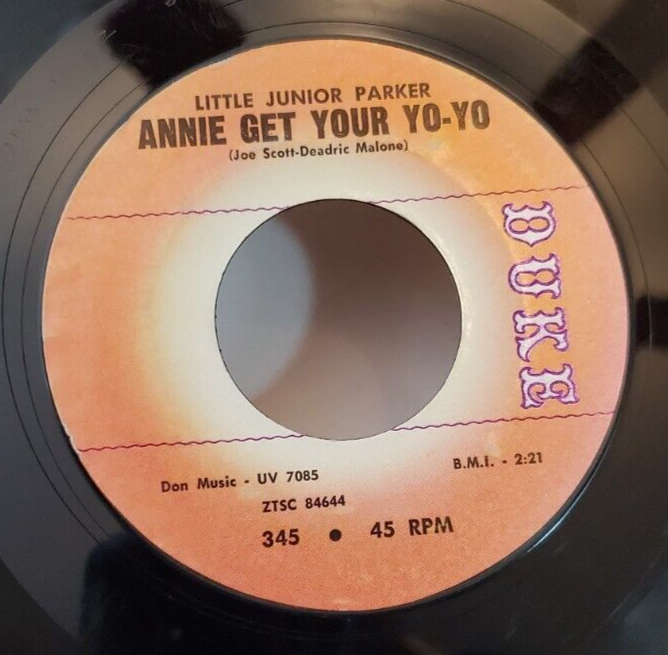 LITTLE JUNIOR PARKER
ANNIE GET YOUR YO-YO
(Joe Scott-Deadric Malone)
DUKE
Don Music - UV 7085
B.M.I. - 2:21
ZTSC 84644
345 ● 45 RPM